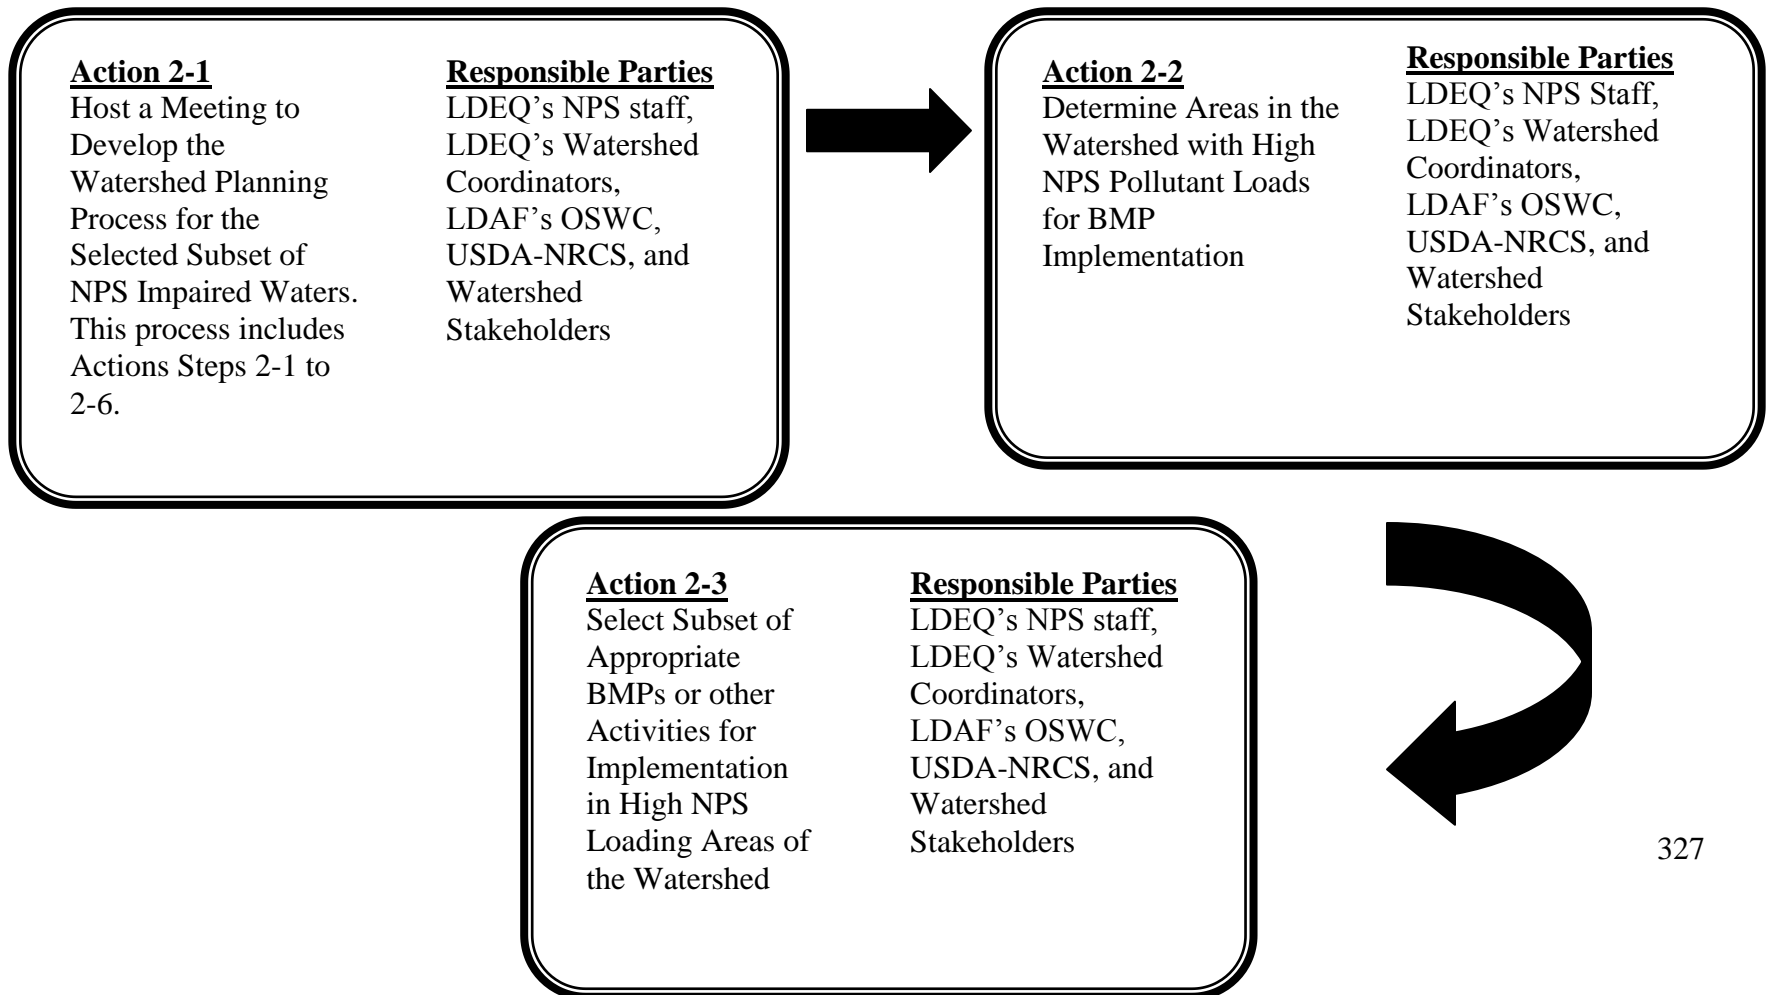 Action 2-1
Host a Meeting to
Develop the
Watershed Planning
Process for the
Selected Subset of
NPS Impaired Waters.
This process includes
Actions Steps 2-1 to
2-6.
Responsible Parties
LDEQ’s NPS staff,
LDEQ’s Watershed
Coordinators,
LDAF’s OSWC,
USDA-NRCS, and
Watershed
Stakeholders
Action 2-2
Determine Areas in the
Watershed with High
NPS Pollutant Loads
for BMP
Implementation
Responsible Parties
LDEQ’s NPS Staff,
LDEQ’s Watershed
Coordinators,
LDAF’s OSWC,
USDA-NRCS, and
Watershed
Stakeholders
Action 2-3
Select Subset of
Appropriate
BMPs or other
Activities for
Implementation
in High NPS
Loading Areas of
the Watershed
Responsible Parties
LDEQ’s NPS staff,
LDEQ’s Watershed
Coordinators,
LDAF’s OSWC,
USDA-NRCS, and
Watershed
Stakeholders
327